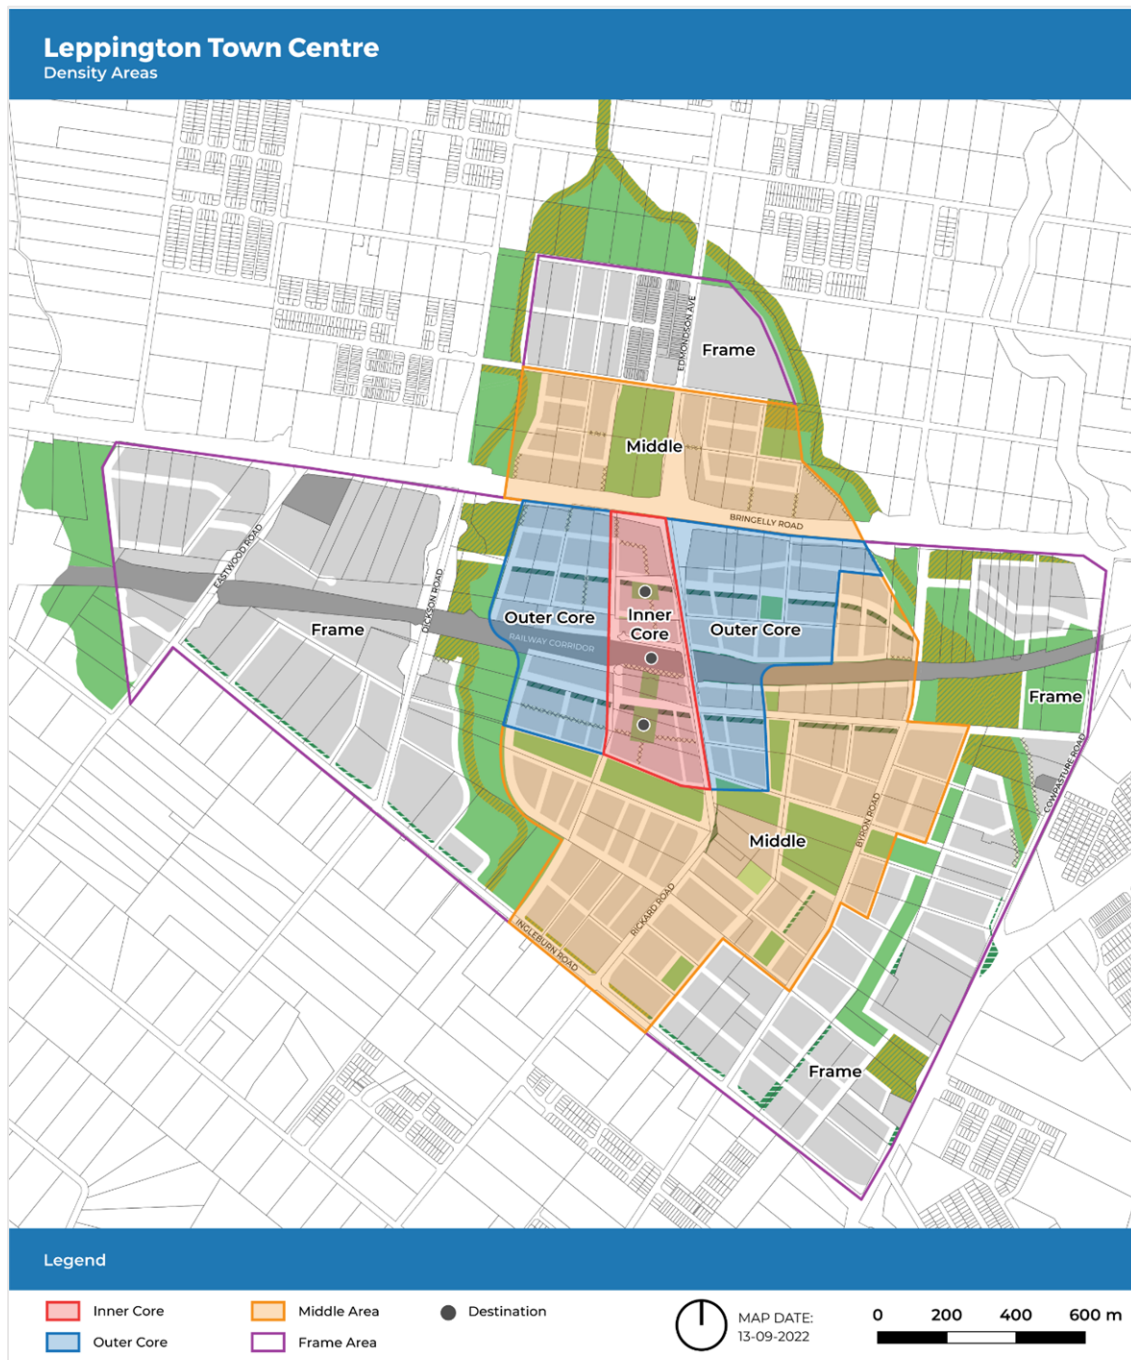 Leppington Town Centre
Density Areas
EDMONDSON AVE
Frame
Middle
BRINGELLY ROAD
EASTWOOD ROAD
DICKSON ROAD
Outer Core
Inner
Core
Outer Core
Frame
RAILWAY CORRIDOR
Frame
COWPASTURE ROAD
Middle
BYRON ROAD
RICKARD ROAD
INGLEBURN ROAD
Frame
Legend
Inner Core
Middle Area
Destination
Outer Core
Frame Area
MAP DATE:
13-09-2022
0 200 400 600 m